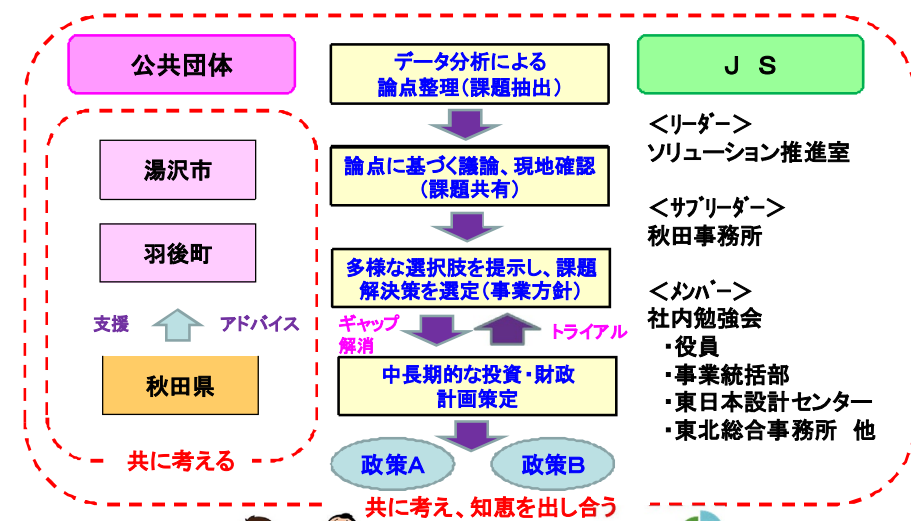 公共団体
湯沢市
羽後町
支援
アドバイス
秋田県
共に考える
データ分析による
論点整理(課題抽出)
論点に基づく議論、現地確認
(課題共有)
多様な選択肢を提示し、課題
解決策を選定(事業方針)
ギャップ
解消
トライアル
中長期的な投資・財政
計画策定
政策A
政策B
共に考え、知恵を出し合う
JS
<リーダー>
ソリューション推進室
<サブリーダー>
秋田事務所
<メンバー>
社内勉強会
・役員
・事業統括部
・東日本設計センター
・東北総合事務所 他